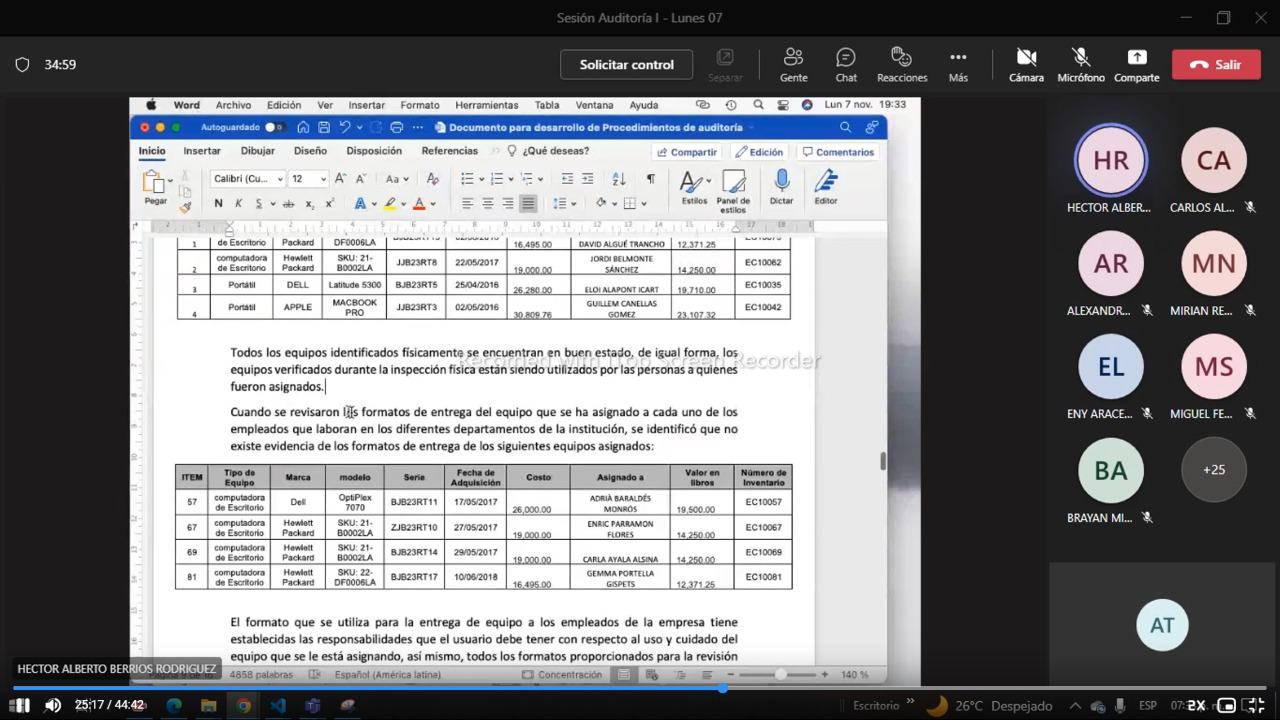 Sesión Auditoría I - Lunes 07
34:59
Solicitar control
Separar
Gente
Chat
Reacciones
Más
Cámara
Micrófono
Comparte
Salir
Word Archivo Edición Ver Insertar Formato Herramientas Tabla Ventana Ayuda
Lun 7 nov. 19:33
Autoguardado
Documento para desarrollo de Procedimientos de auditoría
Inicio Insertar Dibujar Diseño Disposición Referencias ¿Qué deseas?
Compartir Edición Comentarios
Pegar
Calibri (Cu... 12
Estilos
Panel de estilos
Dictar
Editor
1 de Escritorio Packard DF0006LA 16,495.00 DAVID ALGUÉ TRANCHO 12,371.25
2 computadora de Escritorio Hewlett Packard SKU: 21-B0002LA JJB23RT8 22/05/2017 19,000.00 JORDI BELMONTE SÁNCHEZ 14,250.00 EC10062
3 Portátil DELL Latitude 5300 BJB23RT5 25/04/2016 26,280.00 ELOI ALAPONT ICART 19,710.00 EC10035
4 Portátil APPLE MACBOOK PRO JJB23RT3 02/05/2016 30,809.76 GUILLEM CANELLAS GOMEZ 23,107.32 EC10042
Todos los equipos identificados físicamente se encuentran en buen estado, de igual forma, los
equipos verificados durante la inspección física están siendo utilizados por las personas a quienes
fueron asignados.
Recorded with iTop Screen Recorder
Cuando se revisaron los formatos de entrega del equipo que se ha asignado a cada uno de los
empleados que laboran en los diferentes departamentos de la institución, se identificó que no
existe evidencia de los formatos de entrega de los siguientes equipos asignados:
ITEM Tipo de Equipo Marca modelo Serie Fecha de Adquisición Costo Asignado a Valor en libros Número de Inventario
57 computadora de Escritorio Dell OptiPlex 7070 BJB23RT11 17/05/2017 26,000.00 ADRIÀ BARALDÉS MONRÓS 19,500.00 EC10057
67 computadora de Escritorio Hewlett Packard SKU: 21-B0002LA ZJB23RT10 27/05/2017 19,000.00 ENRIC PARRAMON FLORES 14,250.00 EC10067
69 computadora de Escritorio Hewlett Packard SKU: 21-B0002LA BJB23RT14 29/05/2017 19,000.00 CARLA AYALA ALSINA 14,250.00 EC10069
81 computadora de Escritorio Hewlett Packard SKU: 22-DF0006LA BJB23RT17 10/06/2018 16,495.00 GEMMA PORTELLA GISPETS 12,371.25 EC10081
El formato que se utiliza para la entrega de equipo a los empleados de la empresa tiene
establecidas las responsabilidades que el usuario debe tener con respecto al uso y cuidado del
equipo que se le está asignando, así mismo, todos los formatos proporcionados para la revisión
4858 palabras
Español (América latina)
Concentración
140 %
HECTOR ALBERTO BERRIOS RODRIGUEZ
HR
HECTOR ALBER...
CA
CARLOS AL...
AR
ALEXANDR...
MN
MIRIAN RE...
EL
ENY ARACE...
MS
MIGUEL FE...
BA
BRAYAN MI...
+25
AT
25:17 / 44:42
Escritorio
26°C Despejado
ESP
2X